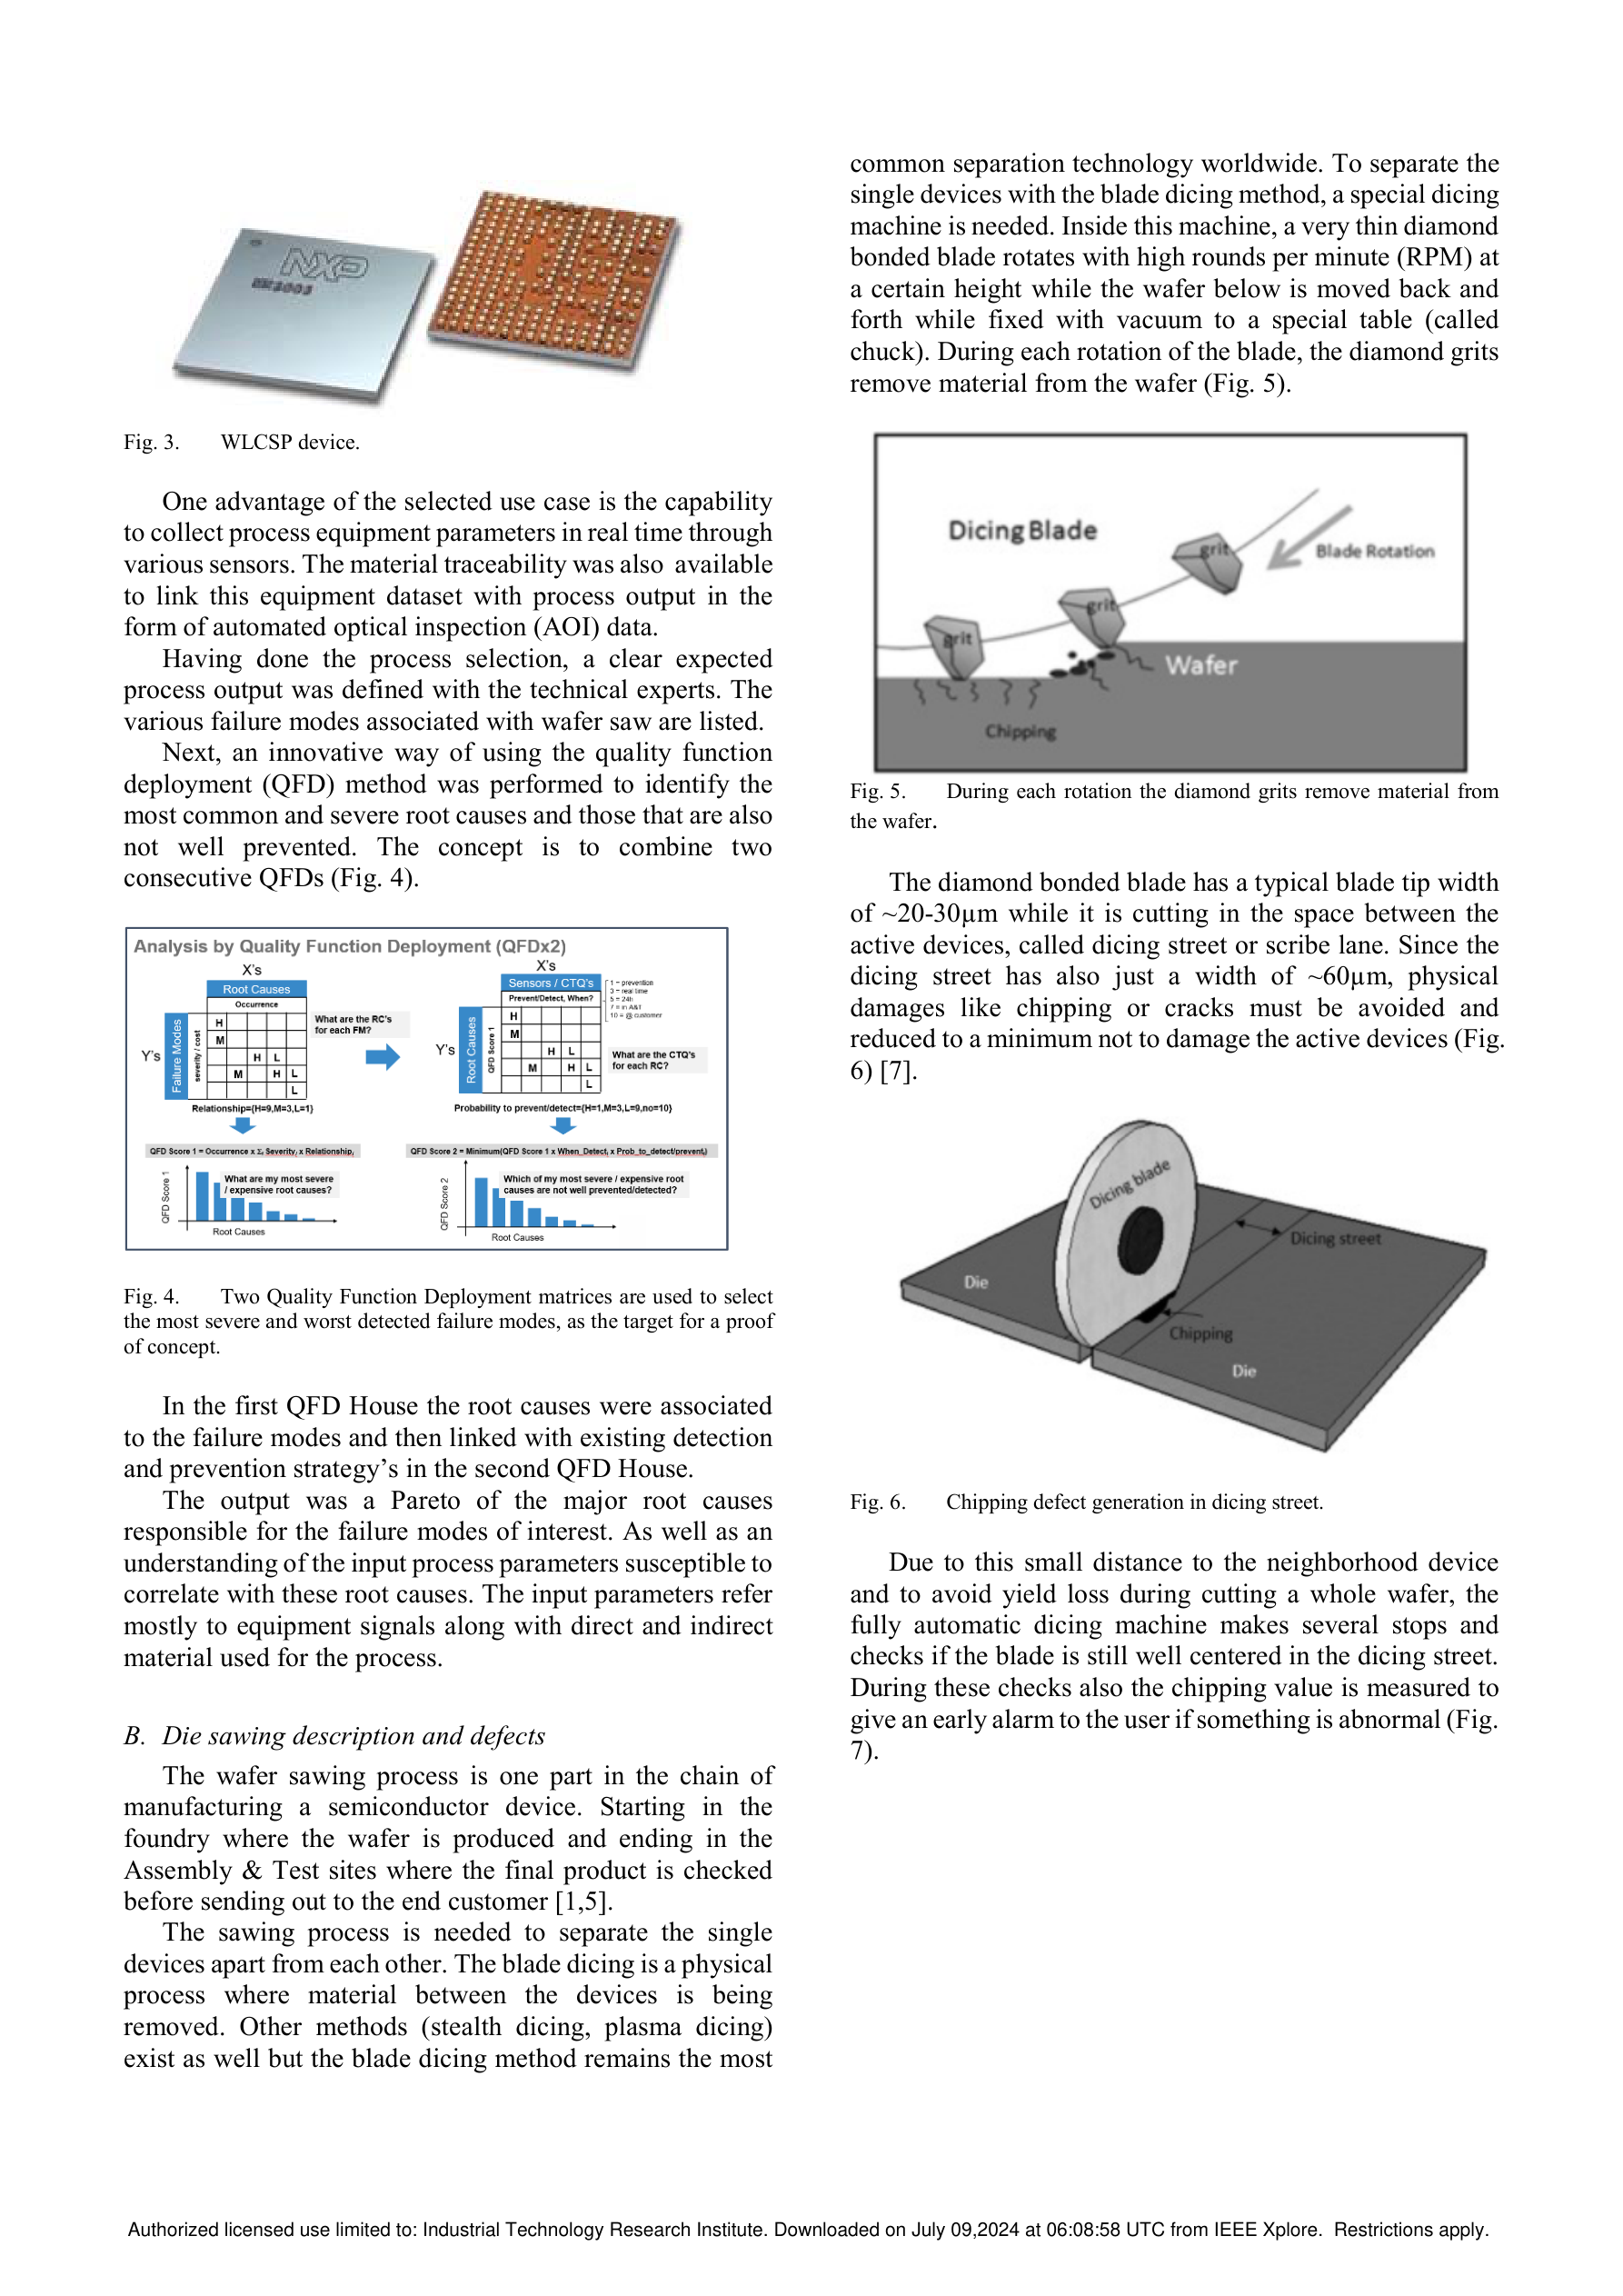 NXP
Fig. 3. WLCSP device.
One advantage of the selected use case is the capability
to collect process equipment parameters in real time through
various sensors. The material traceability was also available
to link this equipment dataset with process output in the
form of automated optical inspection (AOI) data.
Having done the process selection, a clear expected
process output was defined with the technical experts. The
various failure modes associated with wafer saw are listed.
Next, an innovative way of using the quality function
deployment (QFD) method was performed to identify the
most common and severe root causes and those that are also
not well prevented. The concept is to combine two
consecutive QFDs (Fig. 4).
Analysis by Quality Function Deployment (QFDx2)
X's
Root Causes
Occurrence
Y's
Failure Modes
severity / cost
H
M
H L
M H L
L
What are the RC's
for each FM?
Relationship={H=9,M=3,L=1}
X's
Sensors / CTQ's
Prevent/Detect, When?
1 = prevention
3 = real time
5 = 24h
7 = in A&T
10 = @ customer
Y's
Root Causes
QFD Score 1
H
M
H L
M H L
L
What are the CTQ's
for each RC?
Probability to prevent/detect={H=1,M=3,L=9,no=10}
QFD Score 1 = Occurrence x Σ, Severity, x Relationship,
QFD Score 1
What are my most severe
/ expensive root causes?
Root Causes
QFD Score 2 = Minimum(QFD Score 1 x When_Detect, x Prob_to_detect/prevent,)
QFD Score 2
Which of my most severe / expensive root
causes are not well prevented/detected?
Root Causes
Fig. 4. Two Quality Function Deployment matrices are used to select
the most severe and worst detected failure modes, as the target for a proof
of concept.
In the first QFD House the root causes were associated
to the failure modes and then linked with existing detection
and prevention strategy's in the second QFD House.
The output was a Pareto of the major root causes
responsible for the failure modes of interest. As well as an
understanding of the input process parameters susceptible to
correlate with these root causes. The input parameters refer
mostly to equipment signals along with direct and indirect
material used for the process.
B. Die sawing description and defects
The wafer sawing process is one part in the chain of
manufacturing a semiconductor device. Starting in the
foundry where the wafer is produced and ending in the
Assembly & Test sites where the final product is checked
before sending out to the end customer [1,5].
The sawing process is needed to separate the single
devices apart from each other. The blade dicing is a physical
process where material between the devices is being
removed. Other methods (stealth dicing, plasma dicing)
exist as well but the blade dicing method remains the most
common separation technology worldwide. To separate the
single devices with the blade dicing method, a special dicing
machine is needed. Inside this machine, a very thin diamond
bonded blade rotates with high rounds per minute (RPM) at
a certain height while the wafer below is moved back and
forth while fixed with vacuum to a special table (called
chuck). During each rotation of the blade, the diamond grits
remove material from the wafer (Fig. 5).
Dicing Blade
grit
Blade Rotation
grit
grit
Wafer
Chipping
Fig. 5. During each rotation the diamond grits remove material from
the wafer.
The diamond bonded blade has a typical blade tip width
of ~20-30µm while it is cutting in the space between the
active devices, called dicing street or scribe lane. Since the
dicing street has also just a width of ~60µm, physical
damages like chipping or cracks must be avoided and
reduced to a minimum not to damage the active devices (Fig.
6) [7].
Dicing blade
Dicing street
Die
Chipping
Die
Fig. 6. Chipping defect generation in dicing street.
Due to this small distance to the neighborhood device
and to avoid yield loss during cutting a whole wafer, the
fully automatic dicing machine makes several stops and
checks if the blade is still well centered in the dicing street.
During these checks also the chipping value is measured to
give an early alarm to the user if something is abnormal (Fig.
7).
Authorized licensed use limited to: Industrial Technology Research Institute. Downloaded on July 09,2024 at 06:08:58 UTC from IEEE Xplore. Restrictions apply.